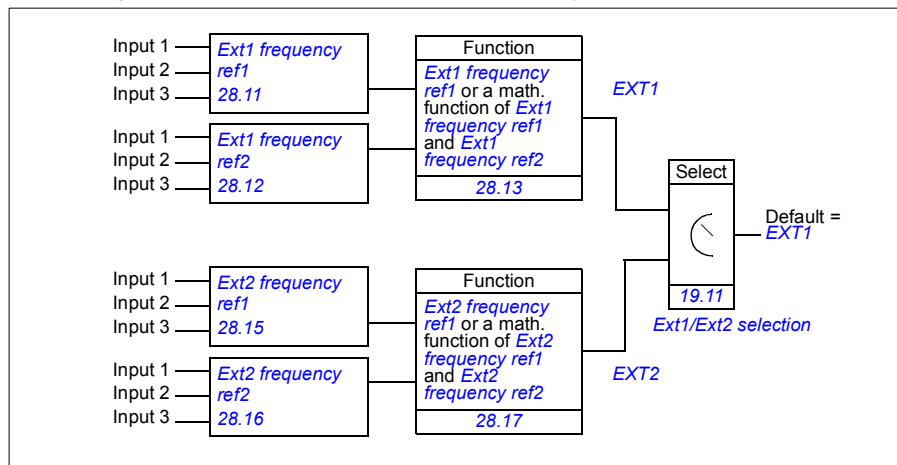 Input 1
Input 2
Input 3
Ext1 frequency
ref1
28.11
Input 1
Input 2
Input 3
Ext1 frequency
ref2
28.12
Function
Ext1 frequency
ref1 or a math.
function of Ext1
frequency ref1
and Ext1
frequency ref2
28.13
EXT1
Input 1
Input 2
Input 3
Ext2 frequency
ref1
28.15
Input 1
Input 2
Input 3
Ext2 frequency
ref2
28.16
Function
Ext2 frequency
ref1 or a math.
function of Ext2
frequency ref1
and Ext2
frequency ref2
28.17
EXT2
Select
19.11
Ext1/Ext2 selection
Default =
EXT1